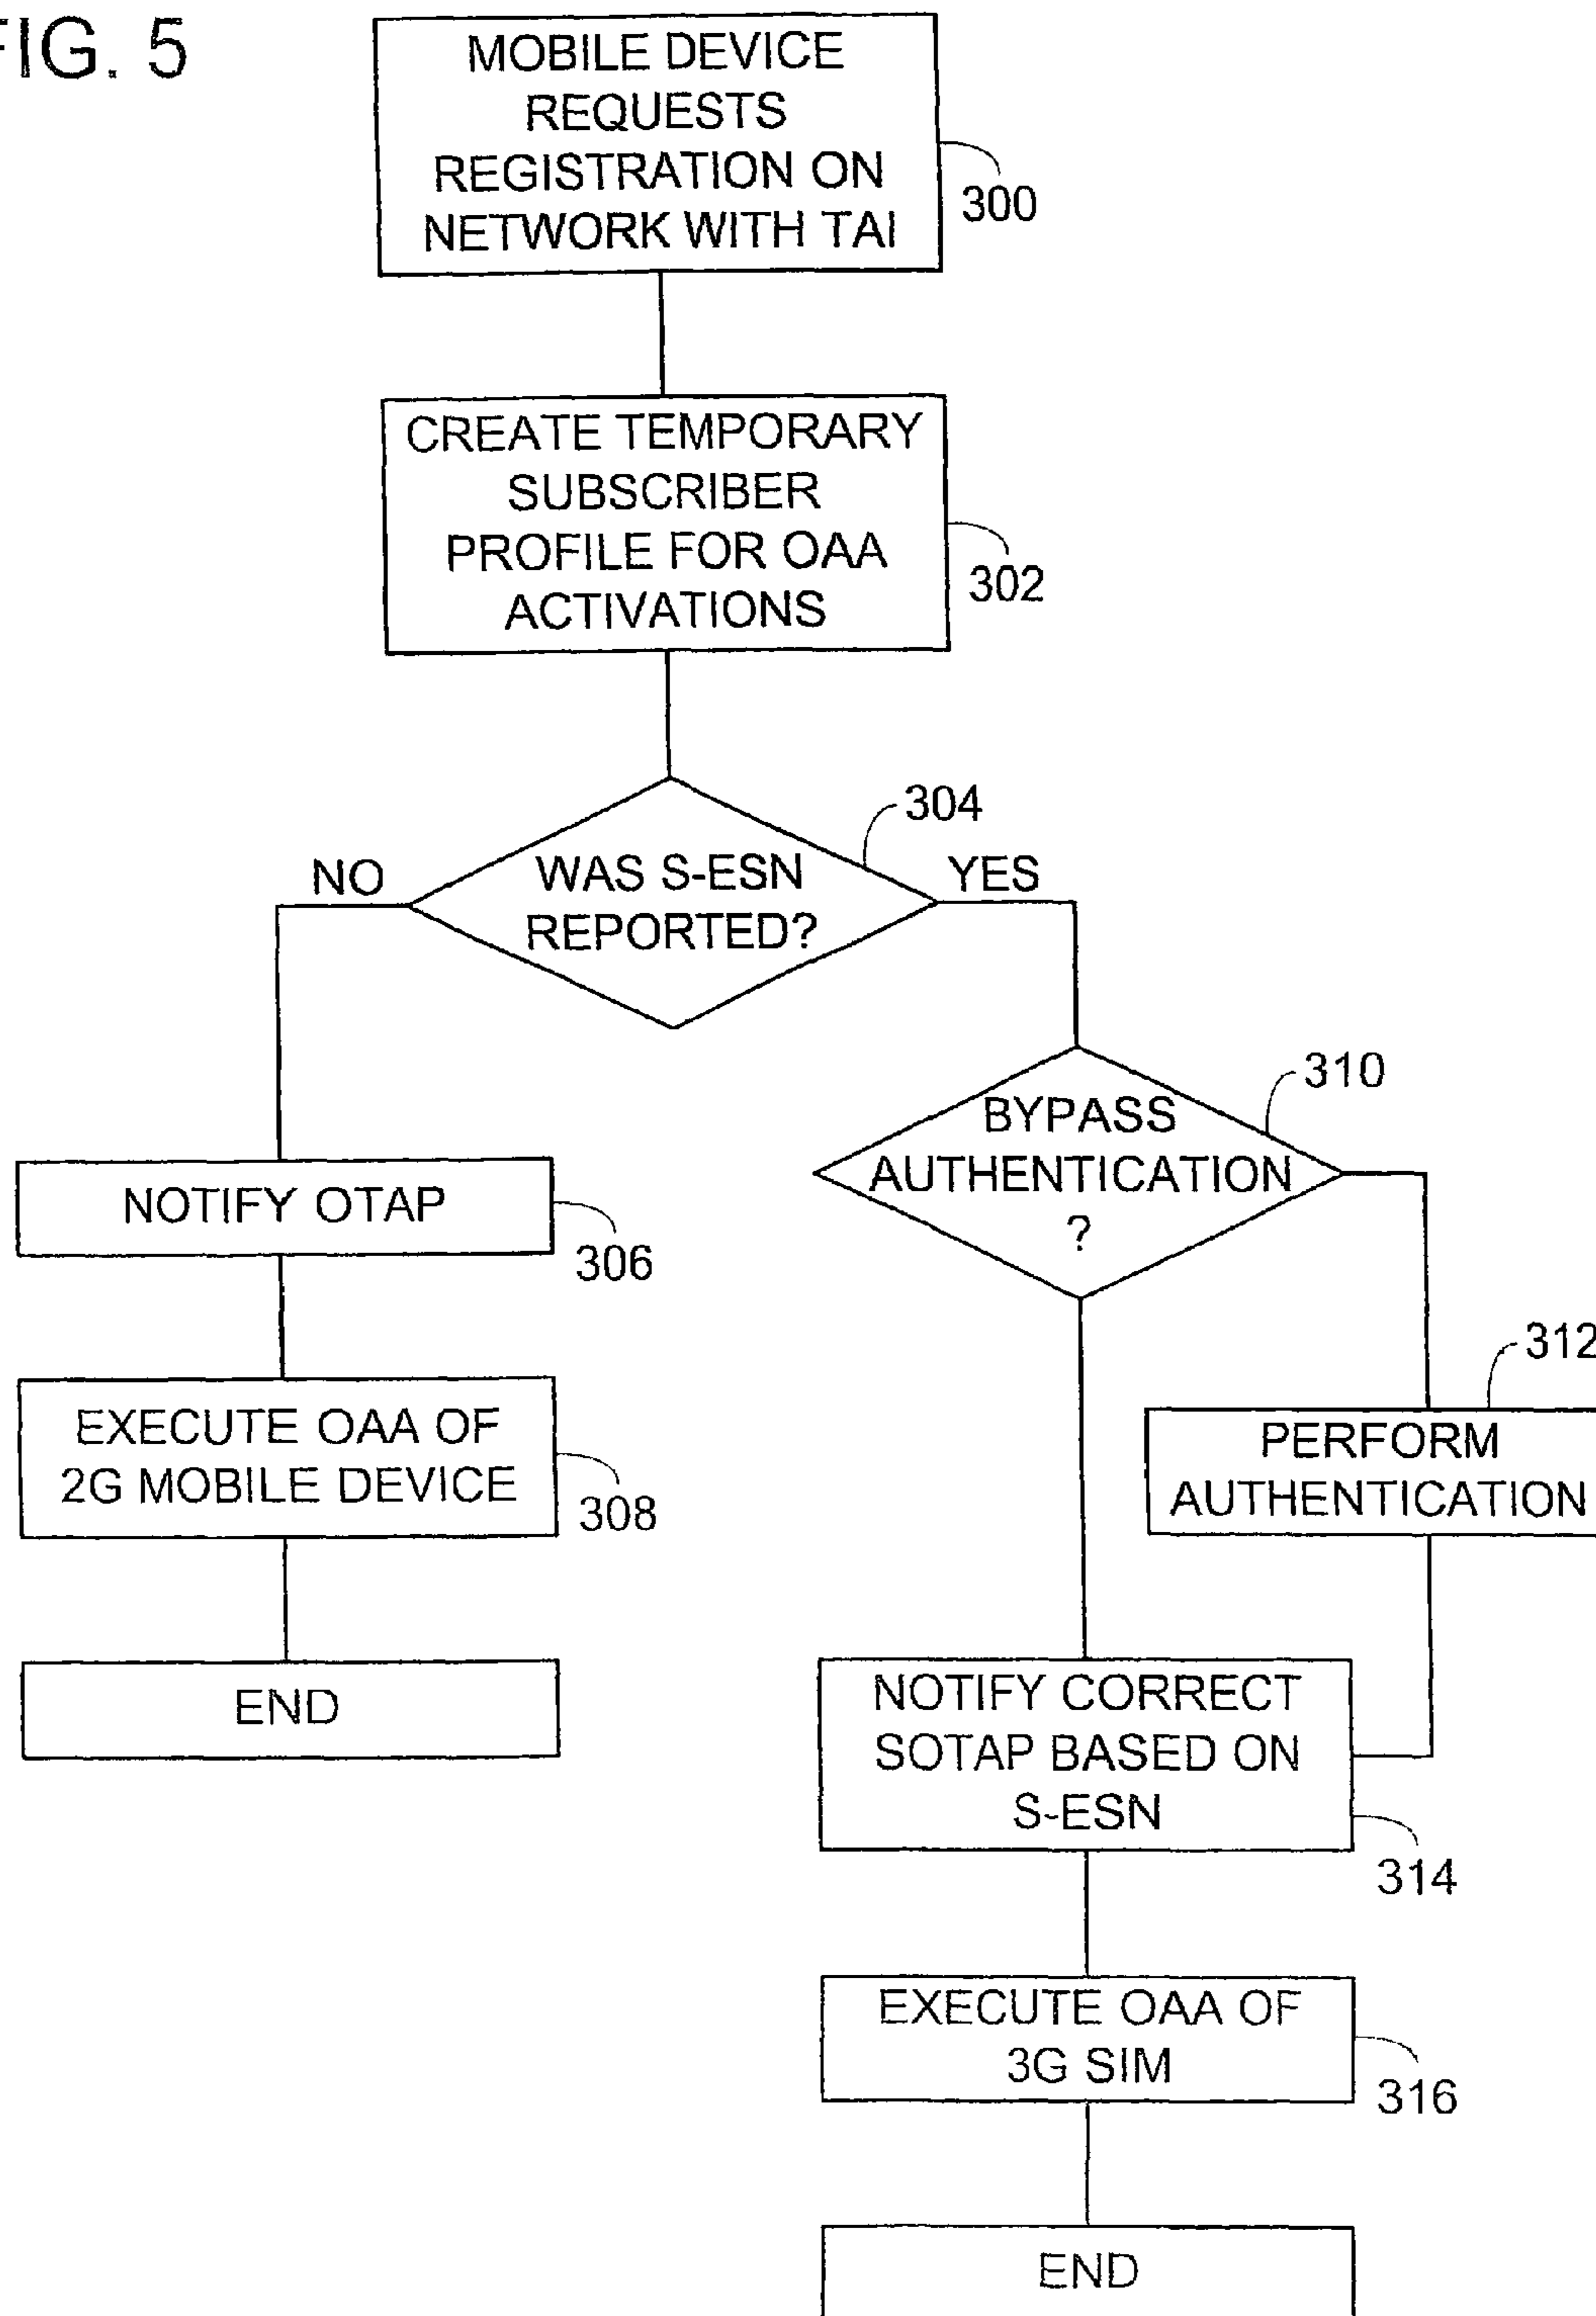 FIG. 5
MOBILE DEVICE
REQUESTS
REGISTRATION ON
NETWORK WITH TAI
300
CREATE TEMPORARY
SUBSCRIBER
PROFILE FOR OAA
ACTIVATIONS
302
304
NO
WAS S-ESN
REPORTED?
YES
310
BYPASS
AUTHENTICATION
?
NOTIFY OTAP
306
312
PERFORM
AUTHENTICATION
EXECUTE OAA OF
2G MOBILE DEVICE
308
END
NOTIFY CORRECT
SOTAP BASED ON
S-ESN
314
EXECUTE OAA OF
3G SIM
316
END